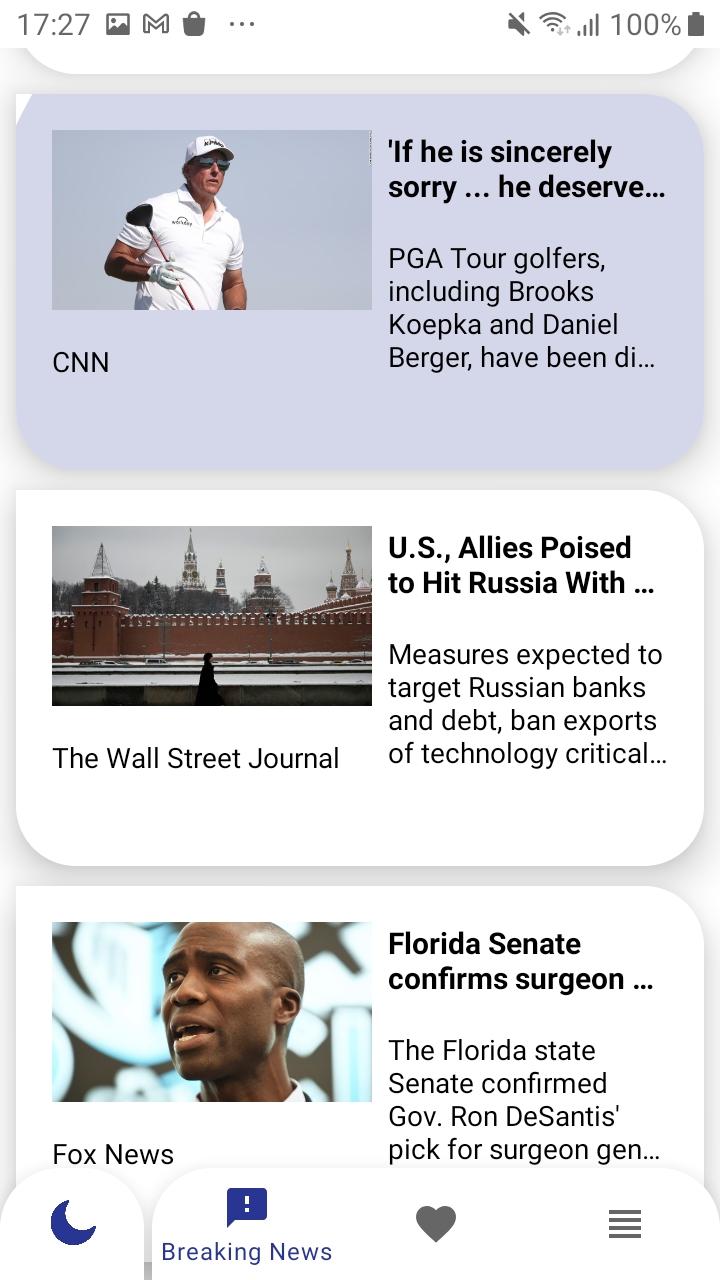 17:27 100%
'If he is sincerely
sorry ... he deserve...
PGA Tour golfers,
including Brooks
Koepka and Daniel
Berger, have been di...
CNN
U.S., Allies Poised
to Hit Russia With ...
Measures expected to
target Russian banks
and debt, ban exports
of technology critical...
The Wall Street Journal
Florida Senate
confirms surgeon ...
The Florida state
Senate confirmed
Gov. Ron DeSantis'
pick for surgeon gen...
Fox News
Breaking News